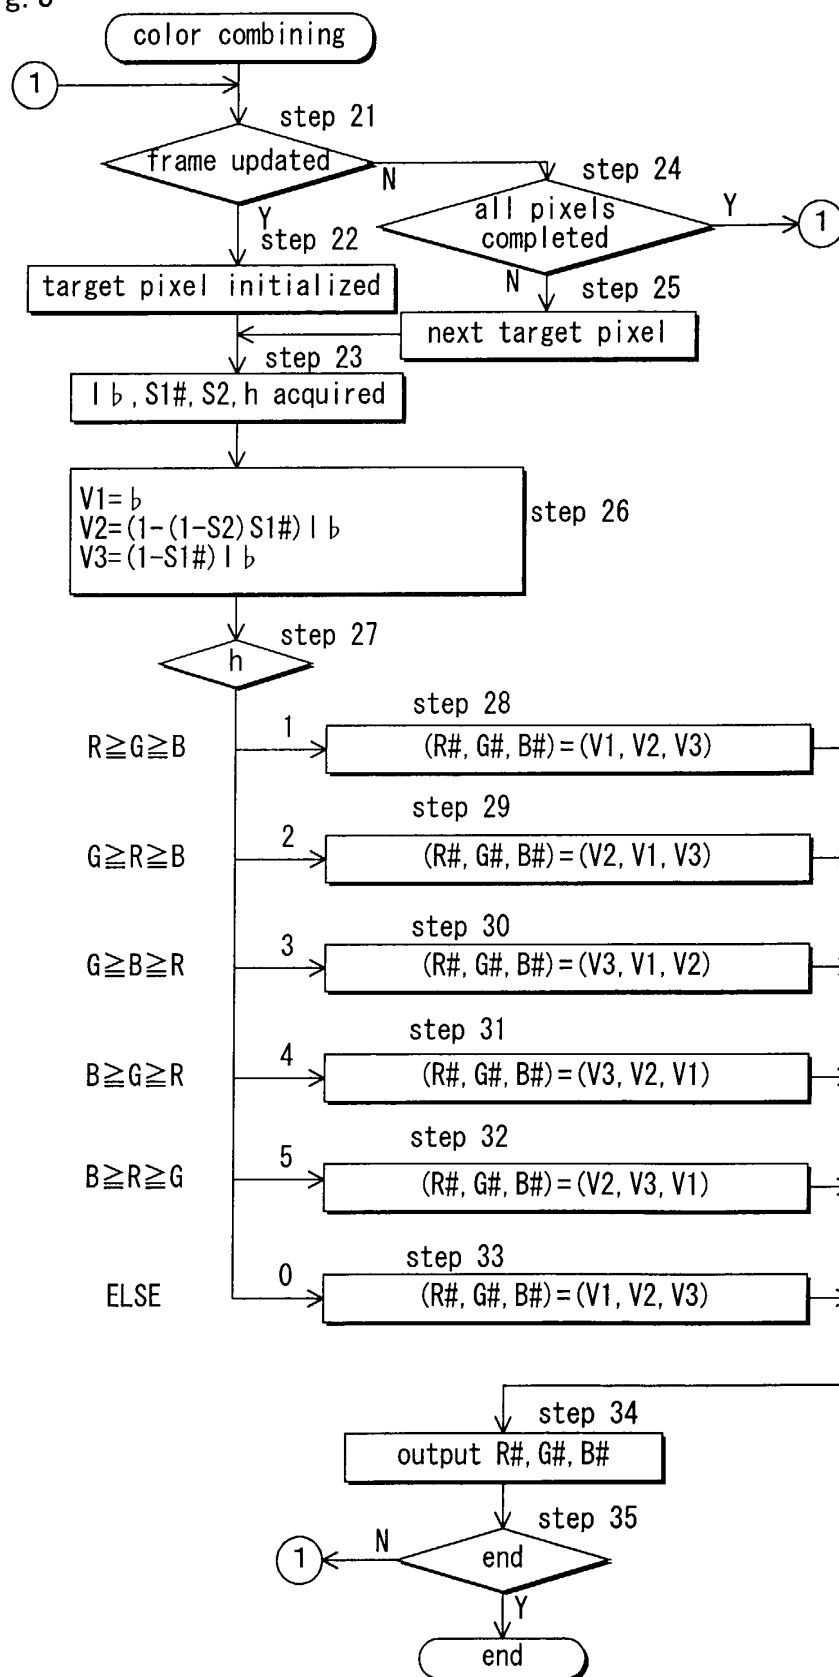 g. 8
color combining
1
step 21
frame updated
N
step 24
all pixels
completed
Y
1
Y
step 22
target pixel initialized
N
step 25
next target pixel
step 23
I♭, S1#, S2, h acquired
V1=♭
V2=(1-(1-S2)S1#)I♭
V3=(1-S1#)I♭
step 26
step 27
h
step 28
R≧G≧B
1
(R#, G#, B#)=(V1, V2, V3)
step 29
G≧R≧B
2
(R#, G#, B#)=(V2, V1, V3)
step 30
G≧B≧R
3
(R#, G#, B#)=(V3, V1, V2)
step 31
B≧G≧R
4
(R#, G#, B#)=(V3, V2, V1)
step 32
B≧R≧G
5
(R#, G#, B#)=(V2, V3, V1)
step 33
ELSE
0
(R#, G#, B#)=(V1, V2, V3)
step 34
output R#, G#, B#
step 35
N
1
end
Y
end